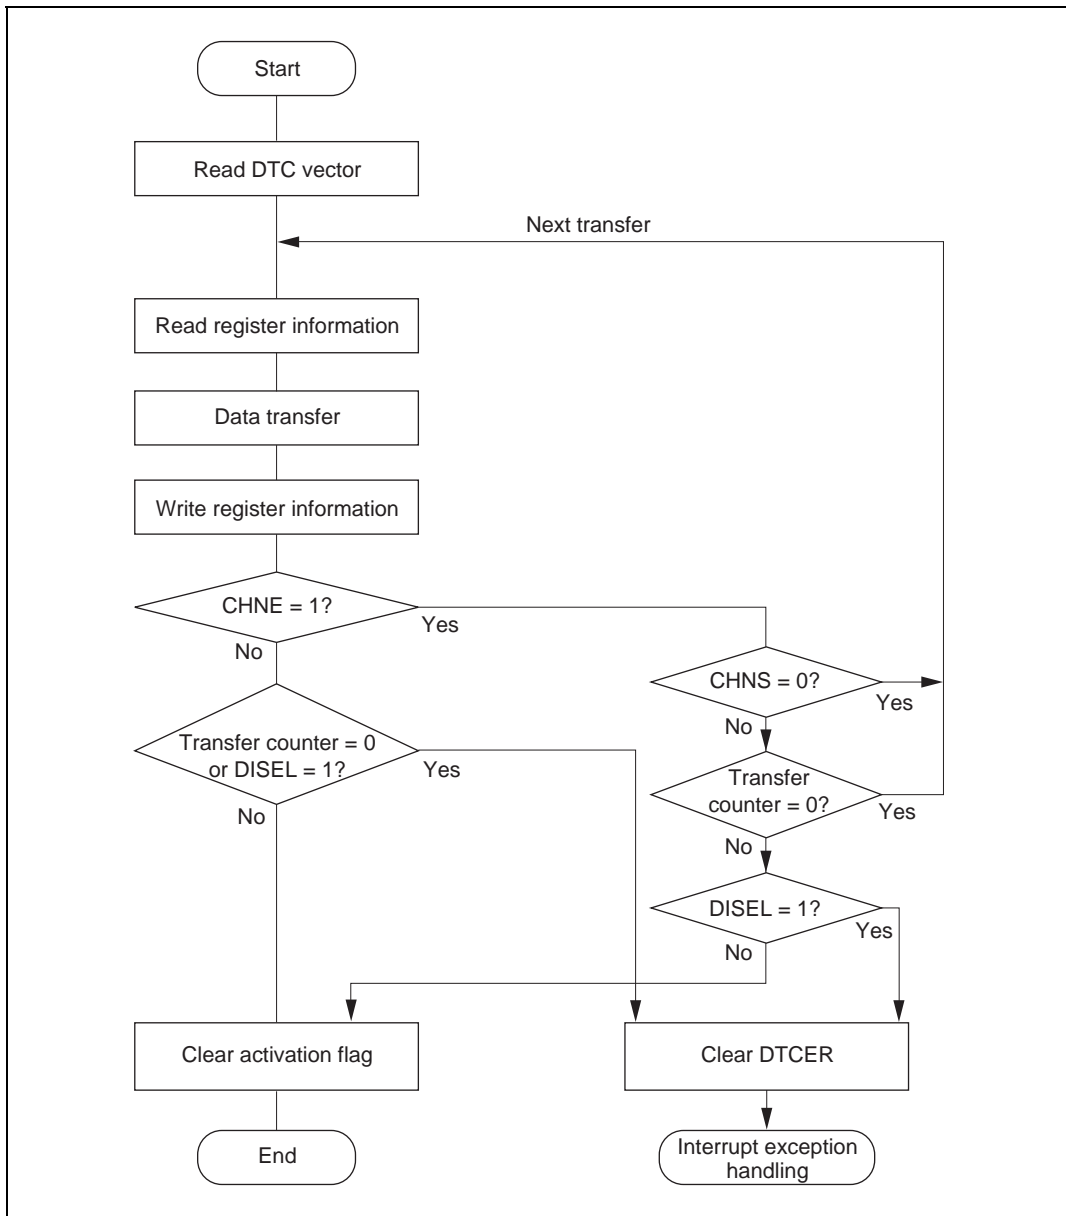 Start
Read DTC vector
Next transfer
Read register information
Data transfer
Write register information
CHNE = 1?
Yes
No
CHNS = 0?
Yes
No
Transfer counter = 0
or DISEL = 1?
Yes
No
Transfer
counter = 0?
Yes
No
DISEL = 1?
Yes
No
Clear activation flag
Clear DTCER
End
Interrupt exception
handling